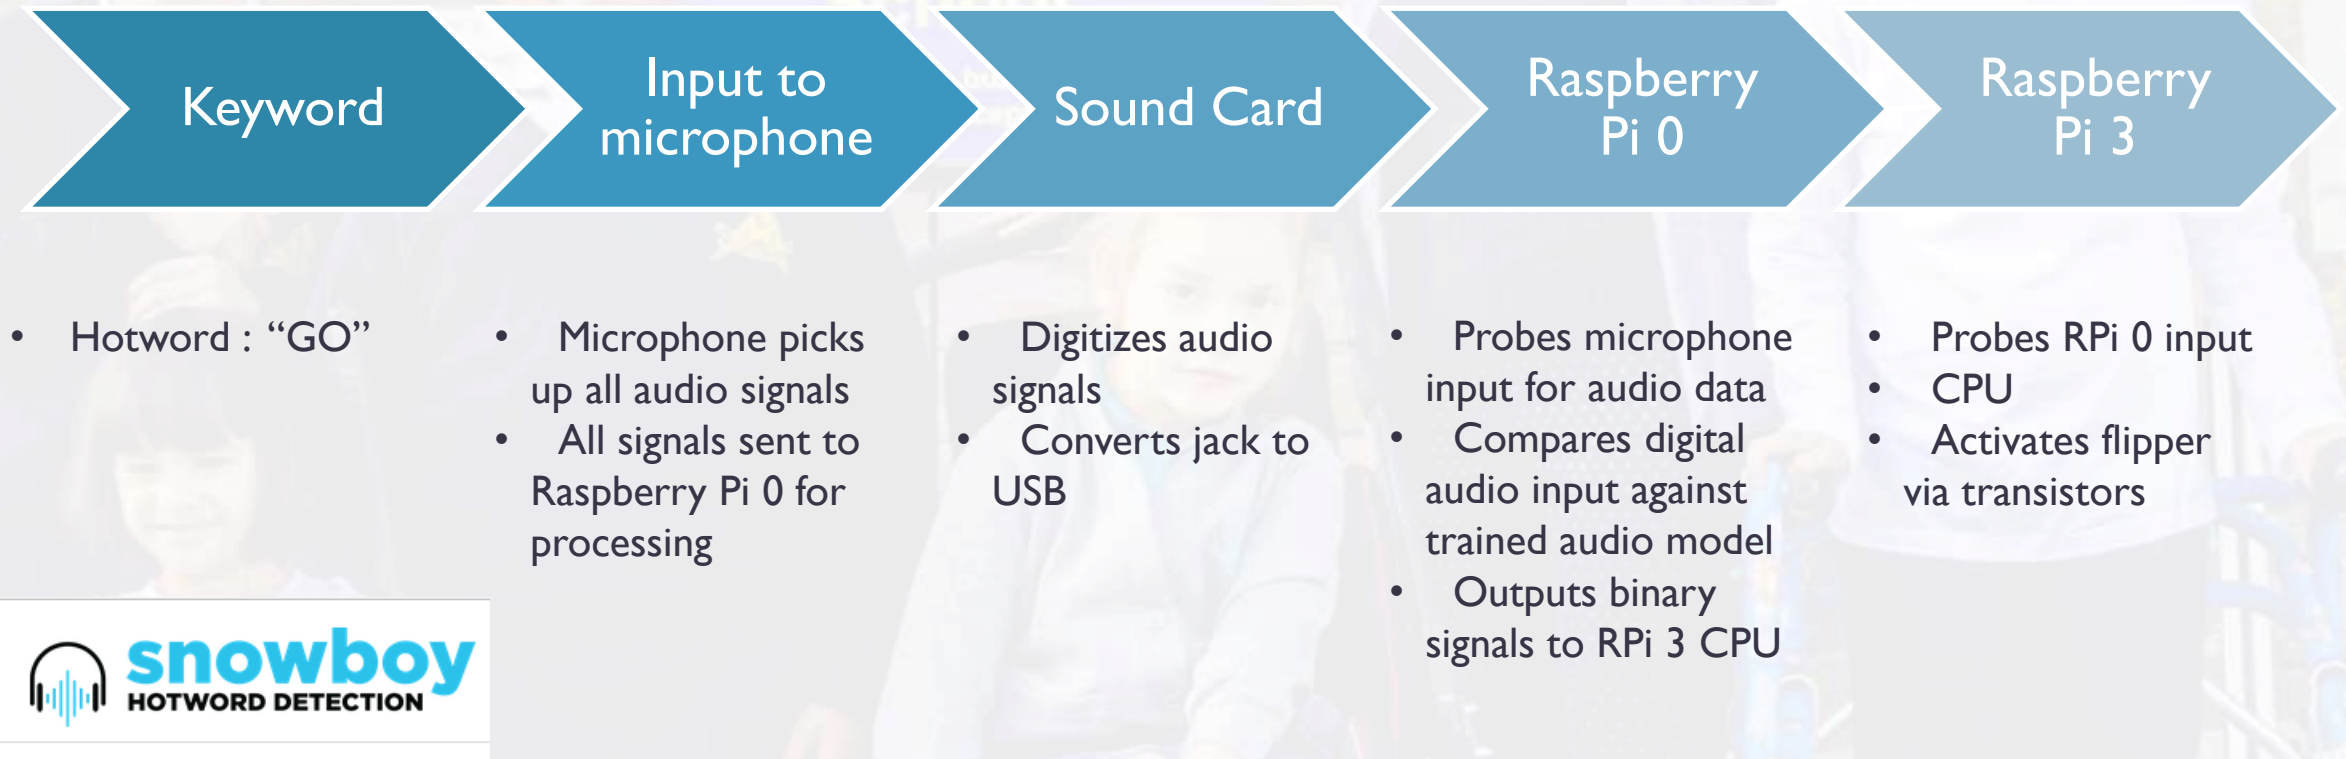 Keyword
Input to
microphone
Sound Card
Raspberry
Pi 0
Raspberry
Pi 3
• Hotword : “GO”
• Microphone picks
up all audio signals
• All signals sent to
Raspberry Pi 0 for
processing
• Digitizes audio
signals
• Converts jack to
USB
• Probes microphone
input for audio data
• Compares digital
audio input against
trained audio model
• Outputs binary
signals to RPi 3 CPU
• Probes RPi 0 input
• CPU
• Activates flipper
via transistors
snowboy
HOTWORD DETECTION